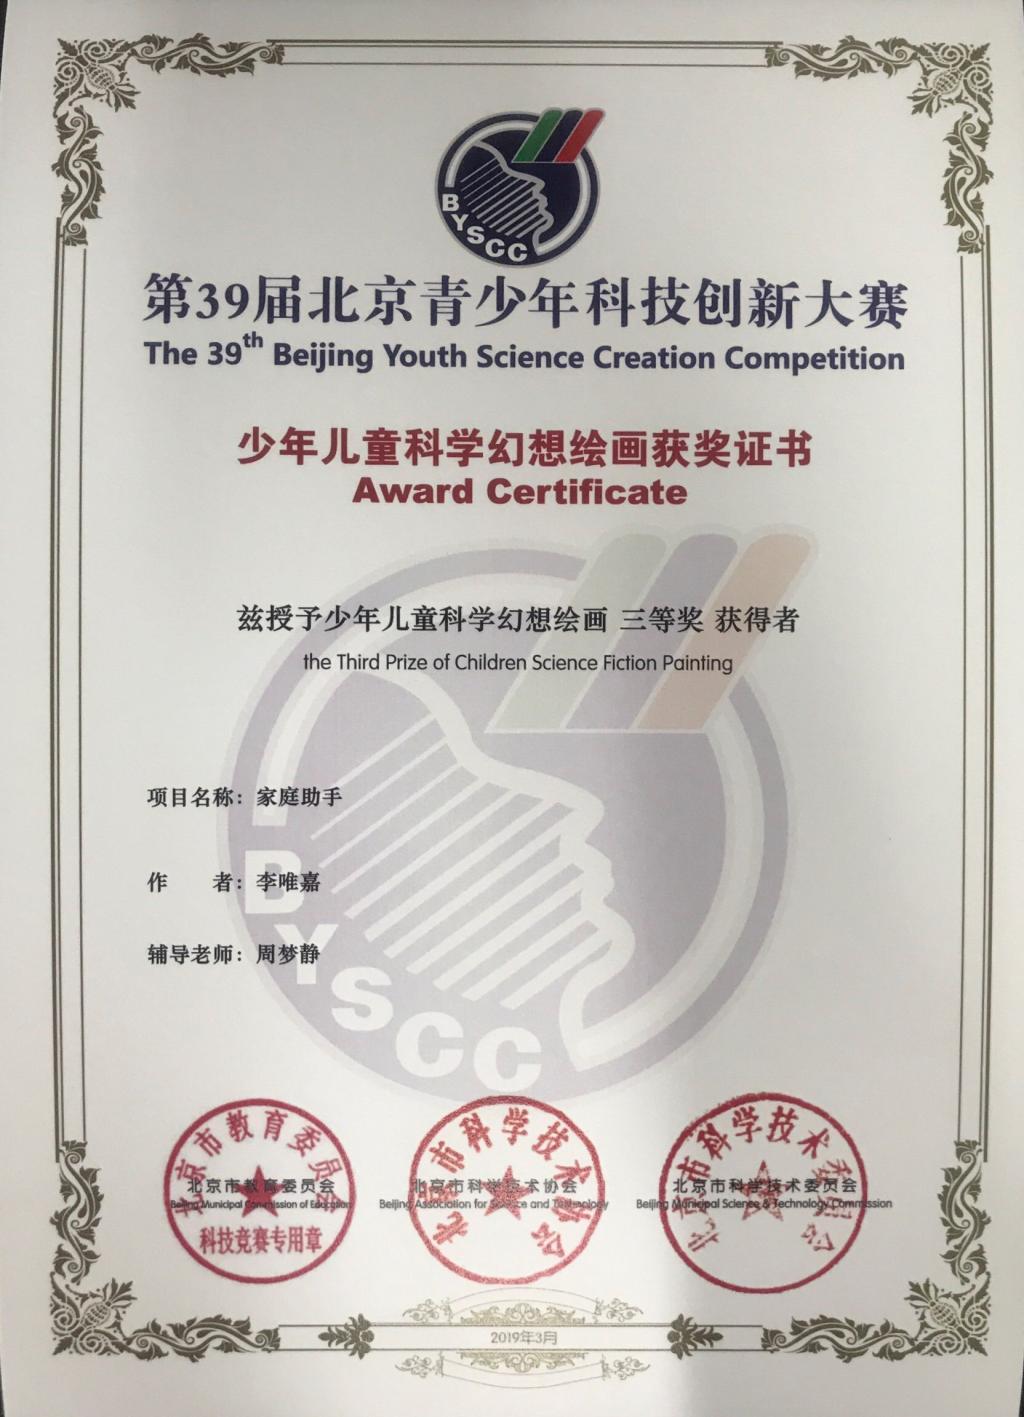 BYSCC
第39届北京青少年科技创新大赛
The 39th Beijing Youth Science Creation Competition
少年儿童科学幻想绘画获奖证书
Award Certificate
兹授予少年儿童科学幻想绘画 三等奖 获得者
the Third Prize of Children Science Fiction Painting
项目名称：家庭助手
作 者：李唯嘉
辅导老师：周梦静
BYSCC
北京市教育委员会
北京市教育委员会
Beijing Municipal Commission of Education
科技竞赛专用章
北京市科学技术协会
北京市科学技术协会
Beijing Association for Science and Technology
北京市科学技术委员会
北京市科学技术委员会
Beijing Municipal Science & Technology Commission
2019年3月